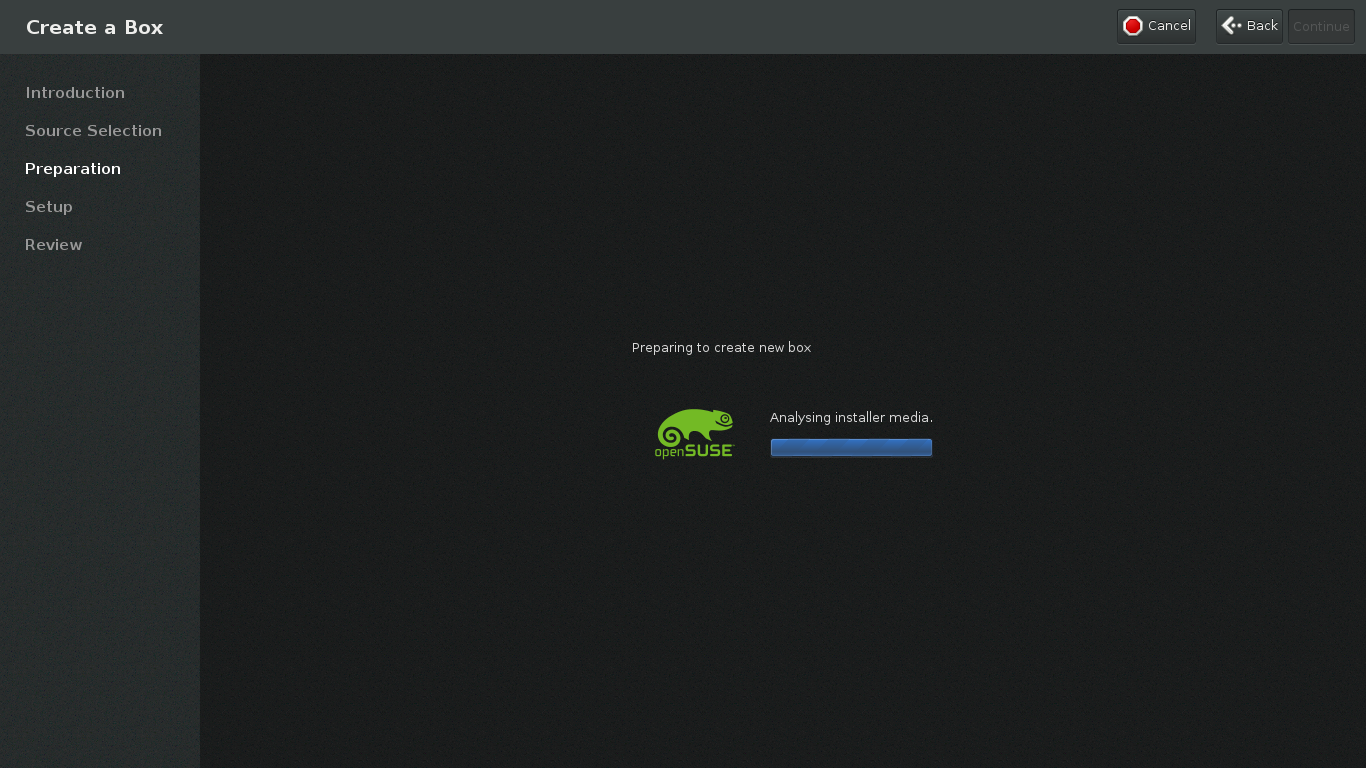 Create a Box
Cancel
Back
Continue
Introduction
Source Selection
Preparation
Setup
Review
Preparing to create new box
openSUSE
Analysing installer media.